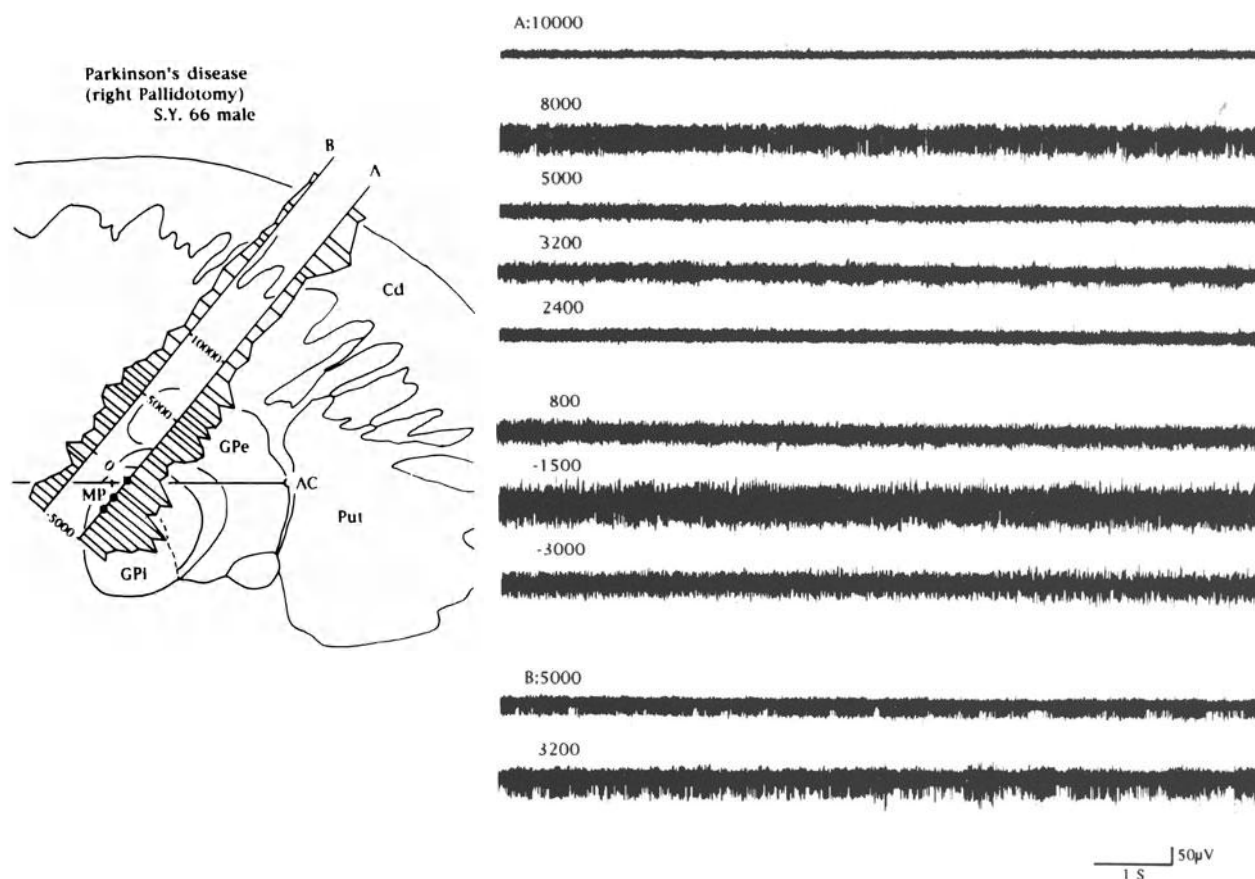 Parkinson's disease
(right Pallidotomy)
S.Y. 66 male
B
A
Cd
10000
5000
GPe
0
MP
AC
-5000
Put
GPi
A:10000
8000
5000
3200
2400
800
-1500
-3000
B:5000
3200
50μV
1 S